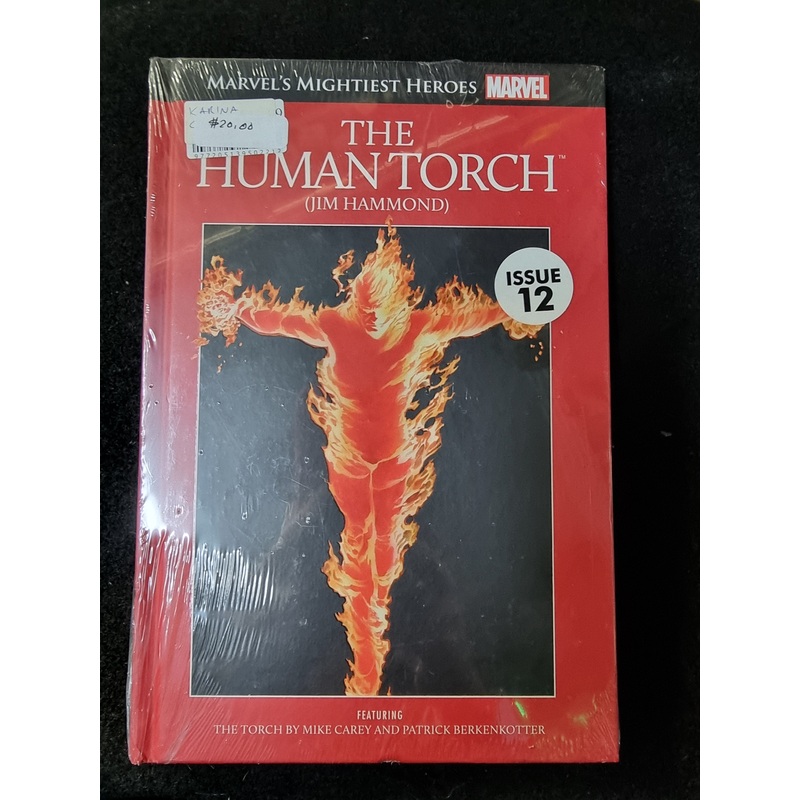 MARVEL'S MIGHTIEST HEROES MARVEL
KARINA
$20,00
THE
HUMAN TORCH™
(JIM HAMMOND)
ISSUE
12
FEATURING
THE TORCH BY MIKE CAREY AND PATRICK BERKENKOTTER